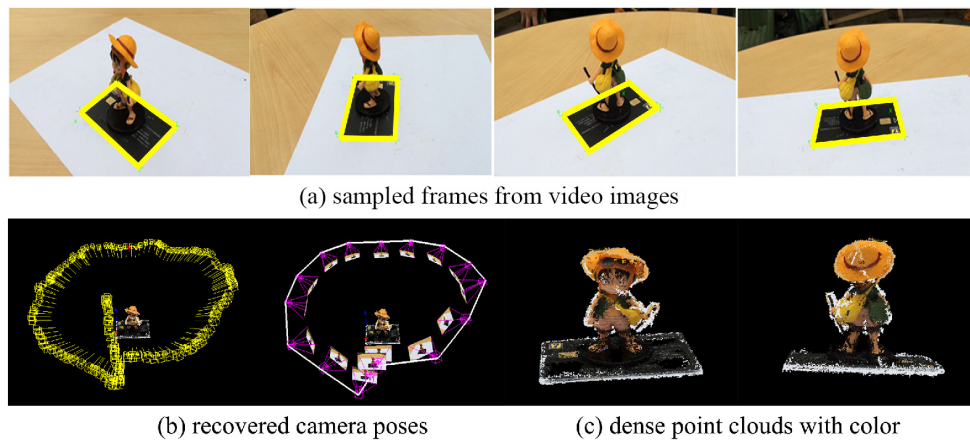 (a) sampled frames from video images
(b) recovered camera poses
(c) dense point clouds with color